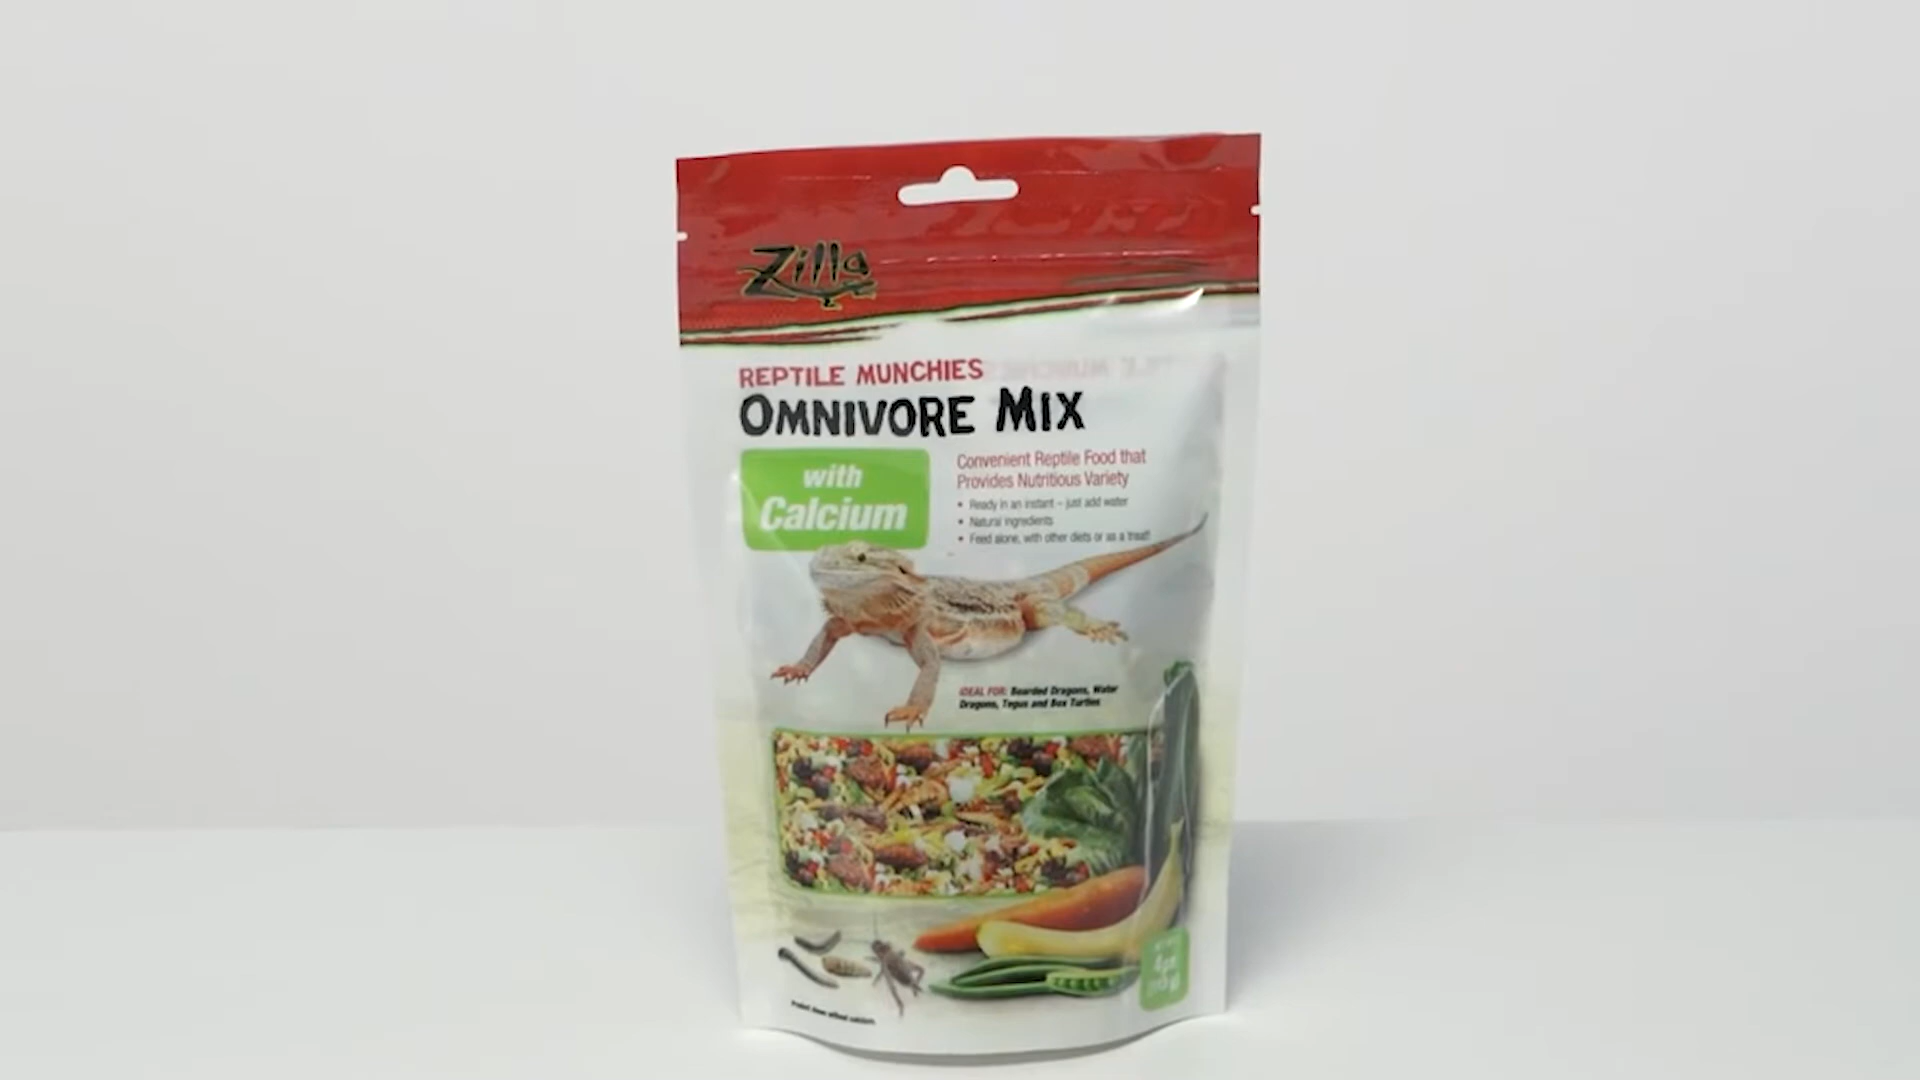 Zilla
REPTILE MUNCHIES
OMNIVORE MIX
with
Calcium
Convenient Reptile Food that
Provides Nutritious Variety
• Ready in an instant – just add water
• Natural ingredients
• Feed alone, with other diets or as a treat!
IDEAL FOR: Bearded Dragons, Water
Dragons, Tegus and Box Turtles